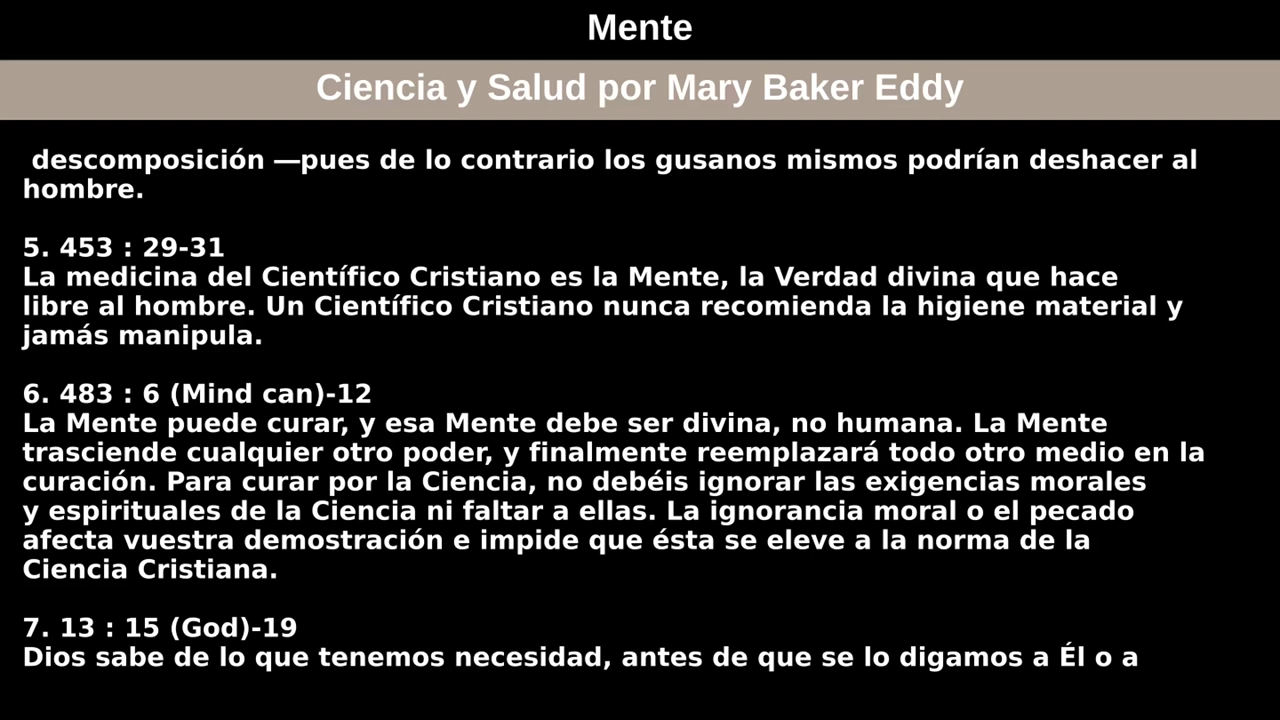 Mente
Ciencia y Salud por Mary Baker Eddy
descomposición —pues de lo contrario los gusanos mismos podrían deshacer al
hombre.
5. 453 : 29-31
La medicina del Científico Cristiano es la Mente, la Verdad divina que hace
libre al hombre. Un Científico Cristiano nunca recomienda la higiene material y
jamás manipula.
6. 483 : 6 (Mind can)-12
La Mente puede curar, y esa Mente debe ser divina, no humana. La Mente
trasciende cualquier otro poder, y finalmente reemplazará todo otro medio en la
curación. Para curar por la Ciencia, no debéis ignorar las exigencias morales
y espirituales de la Ciencia ni faltar a ellas. La ignorancia moral o el pecado
afecta vuestra demostración e impide que ésta se eleve a la norma de la
Ciencia Cristiana.
7. 13 : 15 (God)-19
Dios sabe de lo que tenemos necesidad, antes de que se lo digamos a Él o a